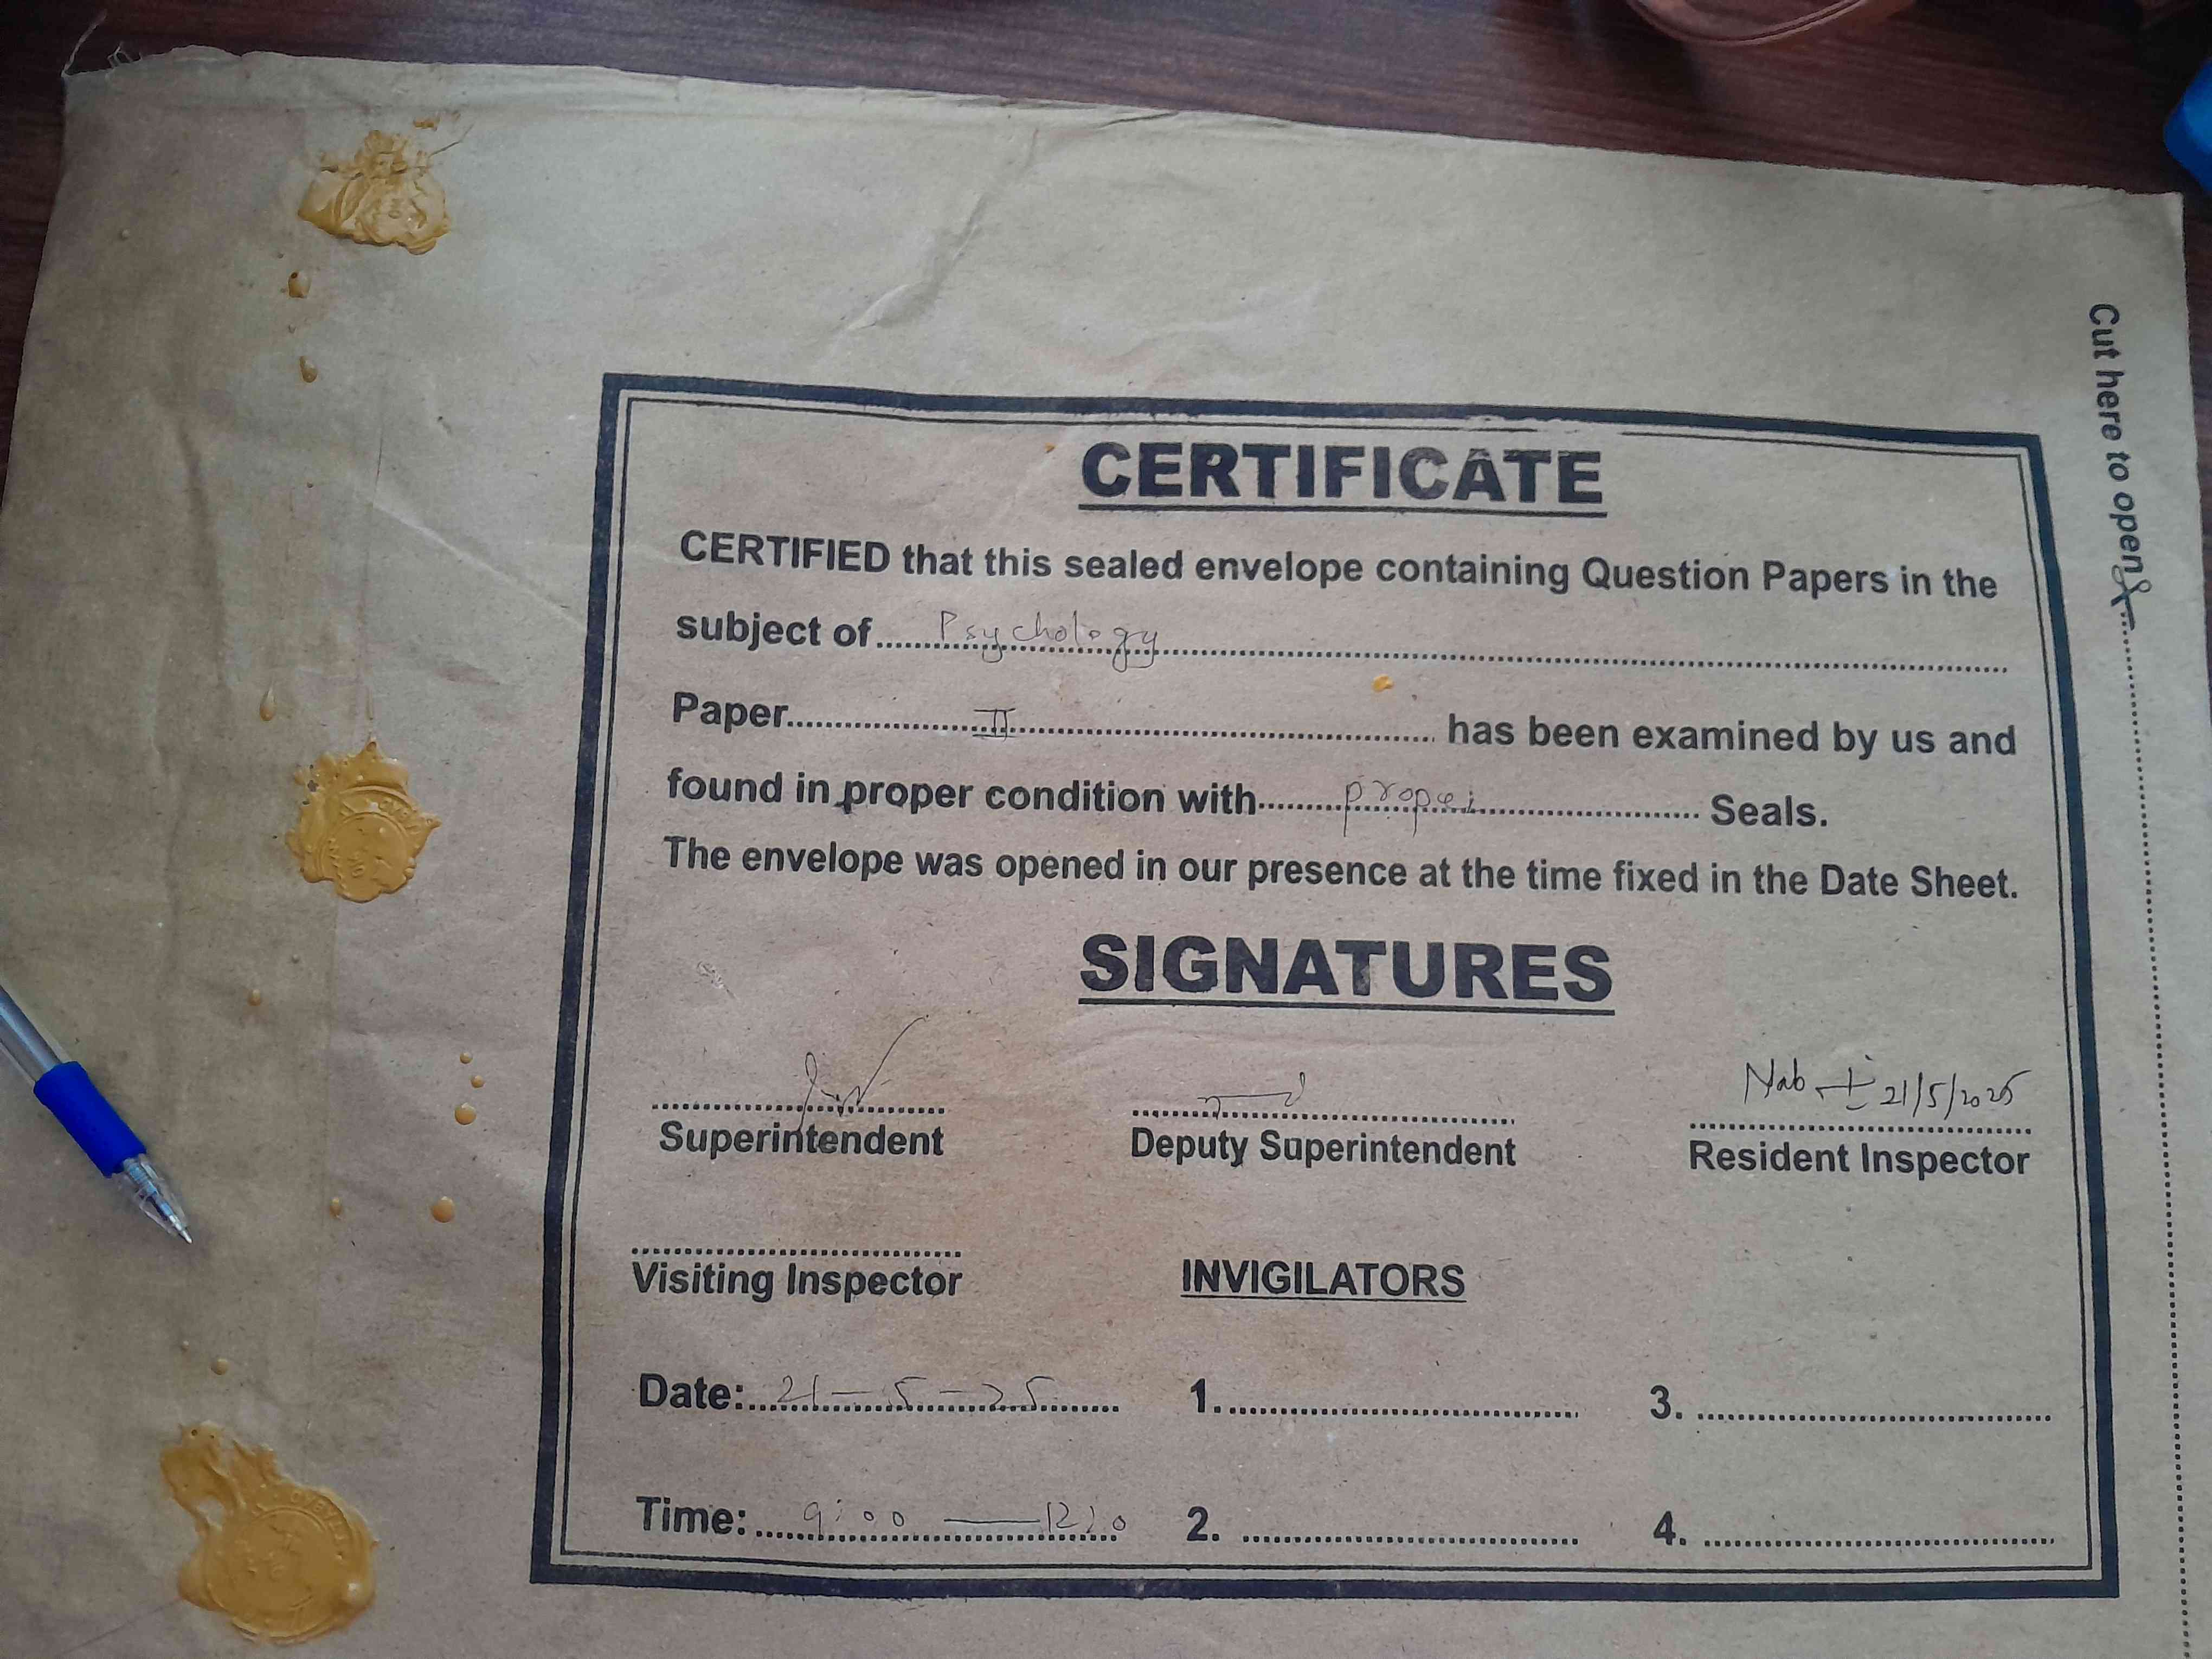 Cut here to open
CERTIFICATE
CERTIFIED that this sealed envelope containing Question Papers in the
subject of........Psychology........
Paper........II........ has been examined by us and
found in proper condition with........proper........ Seals.
The envelope was opened in our presence at the time fixed in the Date Sheet.
SIGNATURES
21/5/2025
Superintendent Deputy Superintendent Resident Inspector
Visiting Inspector INVIGILATORS
Date: 21-5-25 1. 3.
Time: 9:00 — 2. 4.